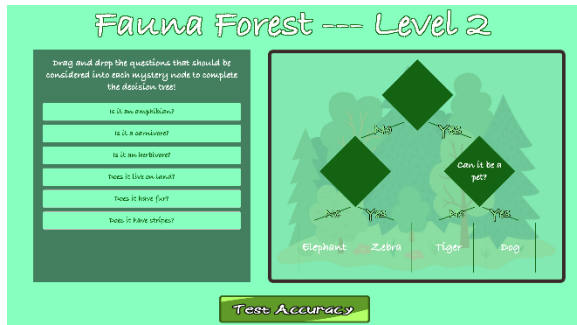 Fauna Forest --- Level 2
Drag and drop the questions that should be
considered into each mystery node to complete
the decision tree!
Is it an amphibian?
Is it a carnivore?
Is it an herbivore?
Does it live on land?
Does it have fur?
Does it have stripes?
No Yes
Can it be a
pet?
No Yes No Yes
Elephant Zebra Tiger Dog
Test Accuracy